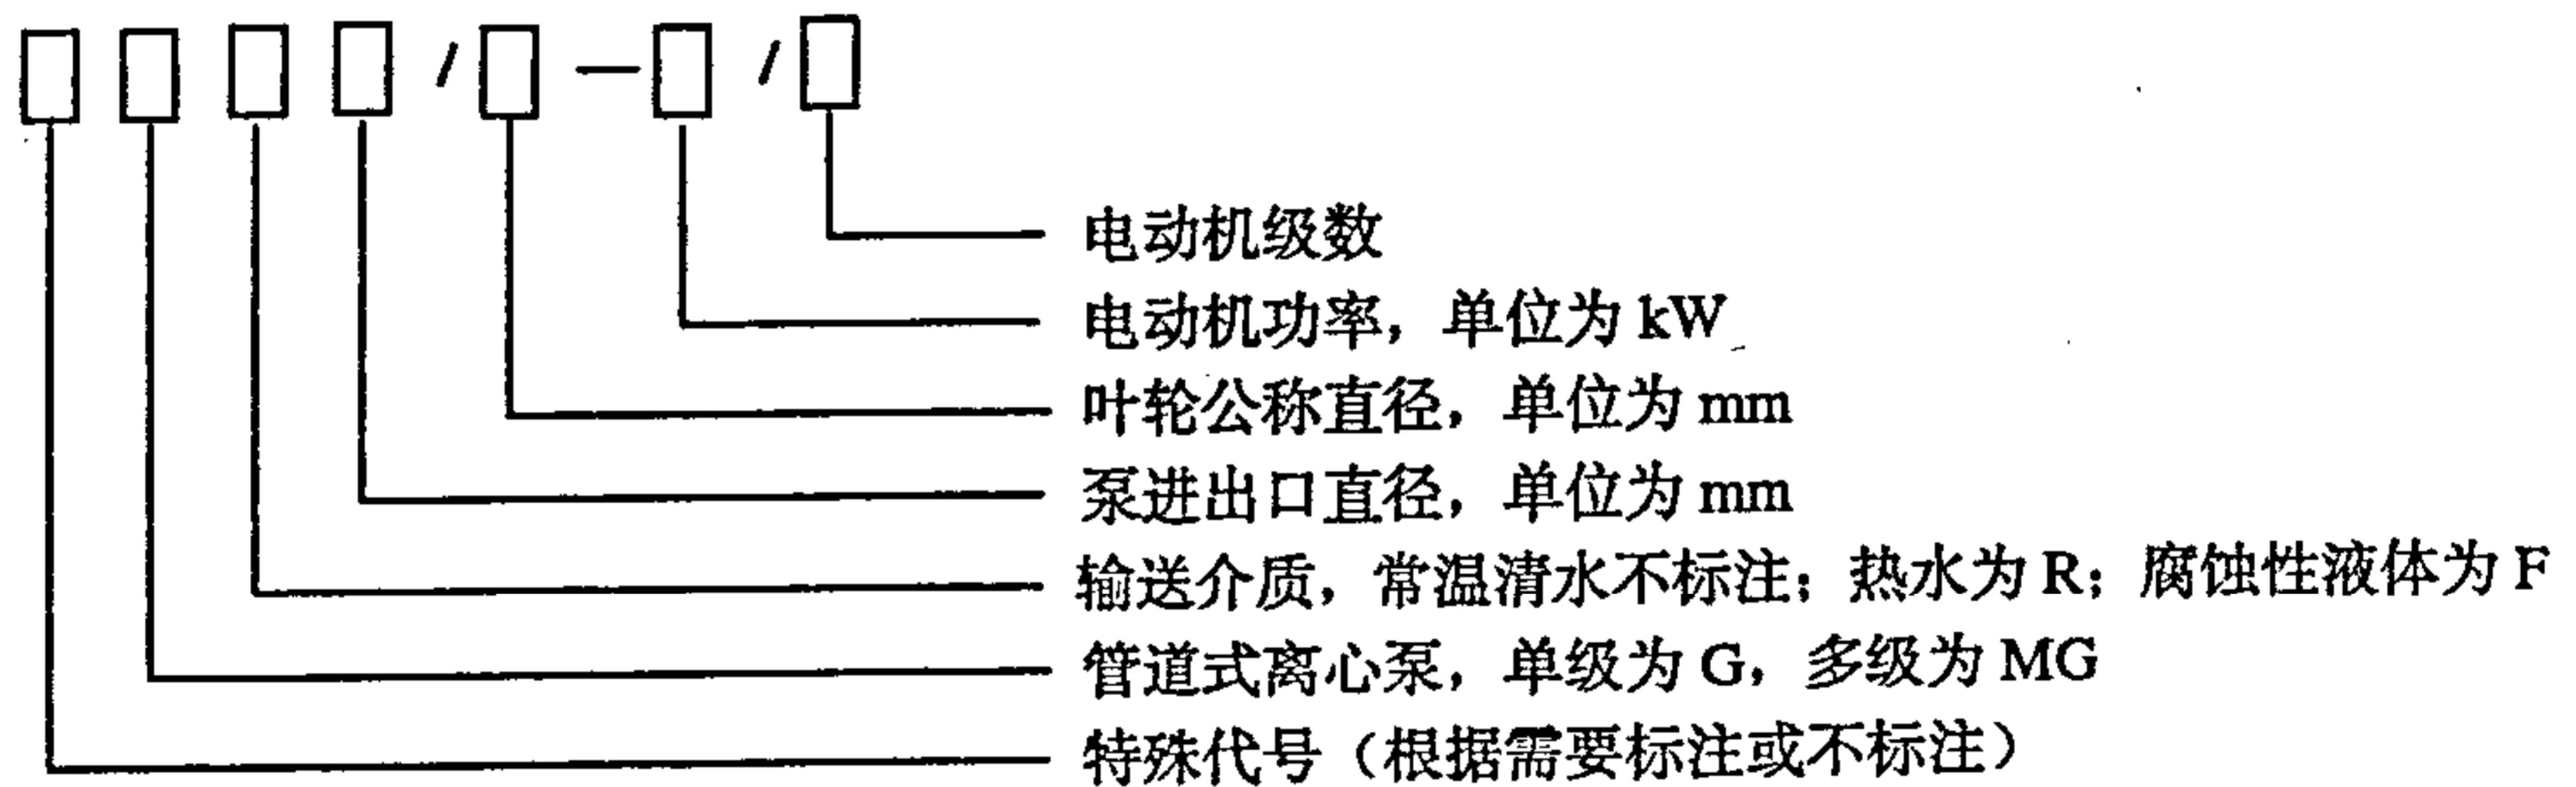 □ □ □ □ / □ — □ / □
电动机级数
电动机功率，单位为 kW
叶轮公称直径，单位为 mm
泵进出口直径，单位为 mm
输送介质，常温清水不标注；热水为 R；腐蚀性液体为 F
管道式离心泵，单级为 G，多级为 MG
特殊代号（根据需要标注或不标注）